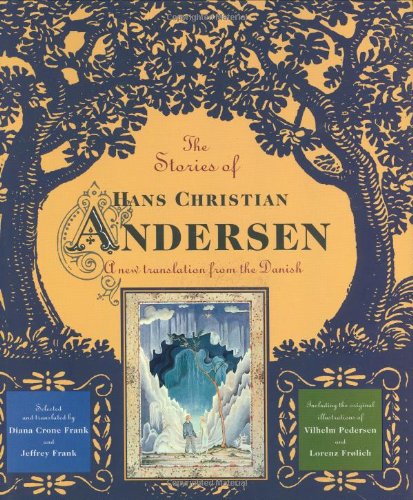 The
Stories of
HANS CHRISTIAN
ANDERSEN
A new translation from the Danish
Selected
and translated by
Diana Crone Frank
and
Jeffrey Frank
Including the original
illustrations of
Vilhelm Pedersen
and
Lorenz Frølich